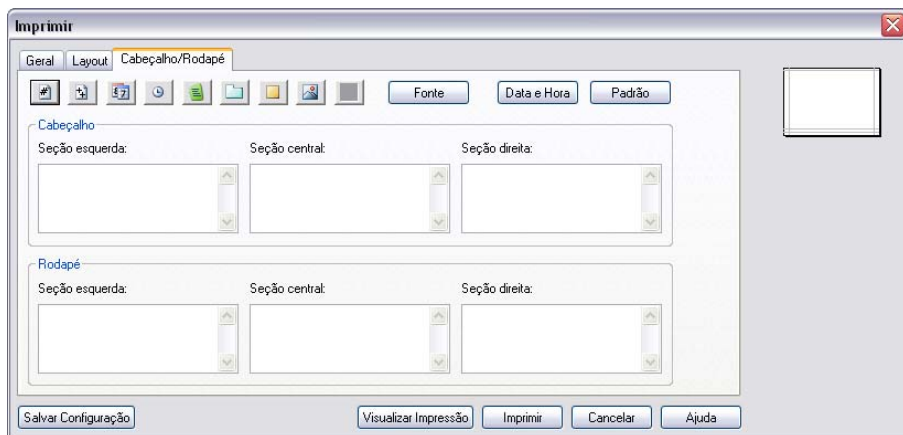 Imprimir
Geral Layout Cabeçalho/Rodapé
Fonte Data e Hora Padrão
Cabeçalho
Seção esquerda: Seção central: Seção direita:
Rodapé
Seção esquerda: Seção central: Seção direita:
Salvar Configuração Visualizar Impressão Imprimir Cancelar Ajuda